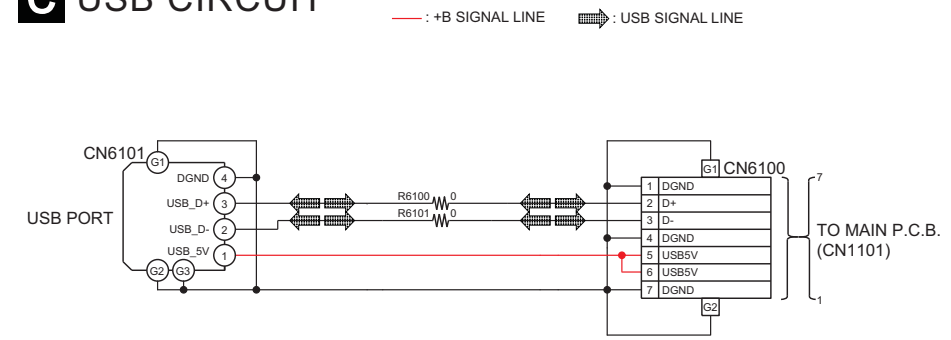 C USB CIRCUIT
: +B SIGNAL LINE
: USB SIGNAL LINE
CN6101
G1
DGND 4
USB_D+ 3
USB_D- 2
USB_5V 1
G2 G3
USB PORT
R6100 0
R6101 0
G1 CN6100
1 DGND
2 D+
3 D-
4 DGND
5 USB5V
6 USB5V
7 DGND
G2
7
TO MAIN P.C.B.
(CN1101)
1